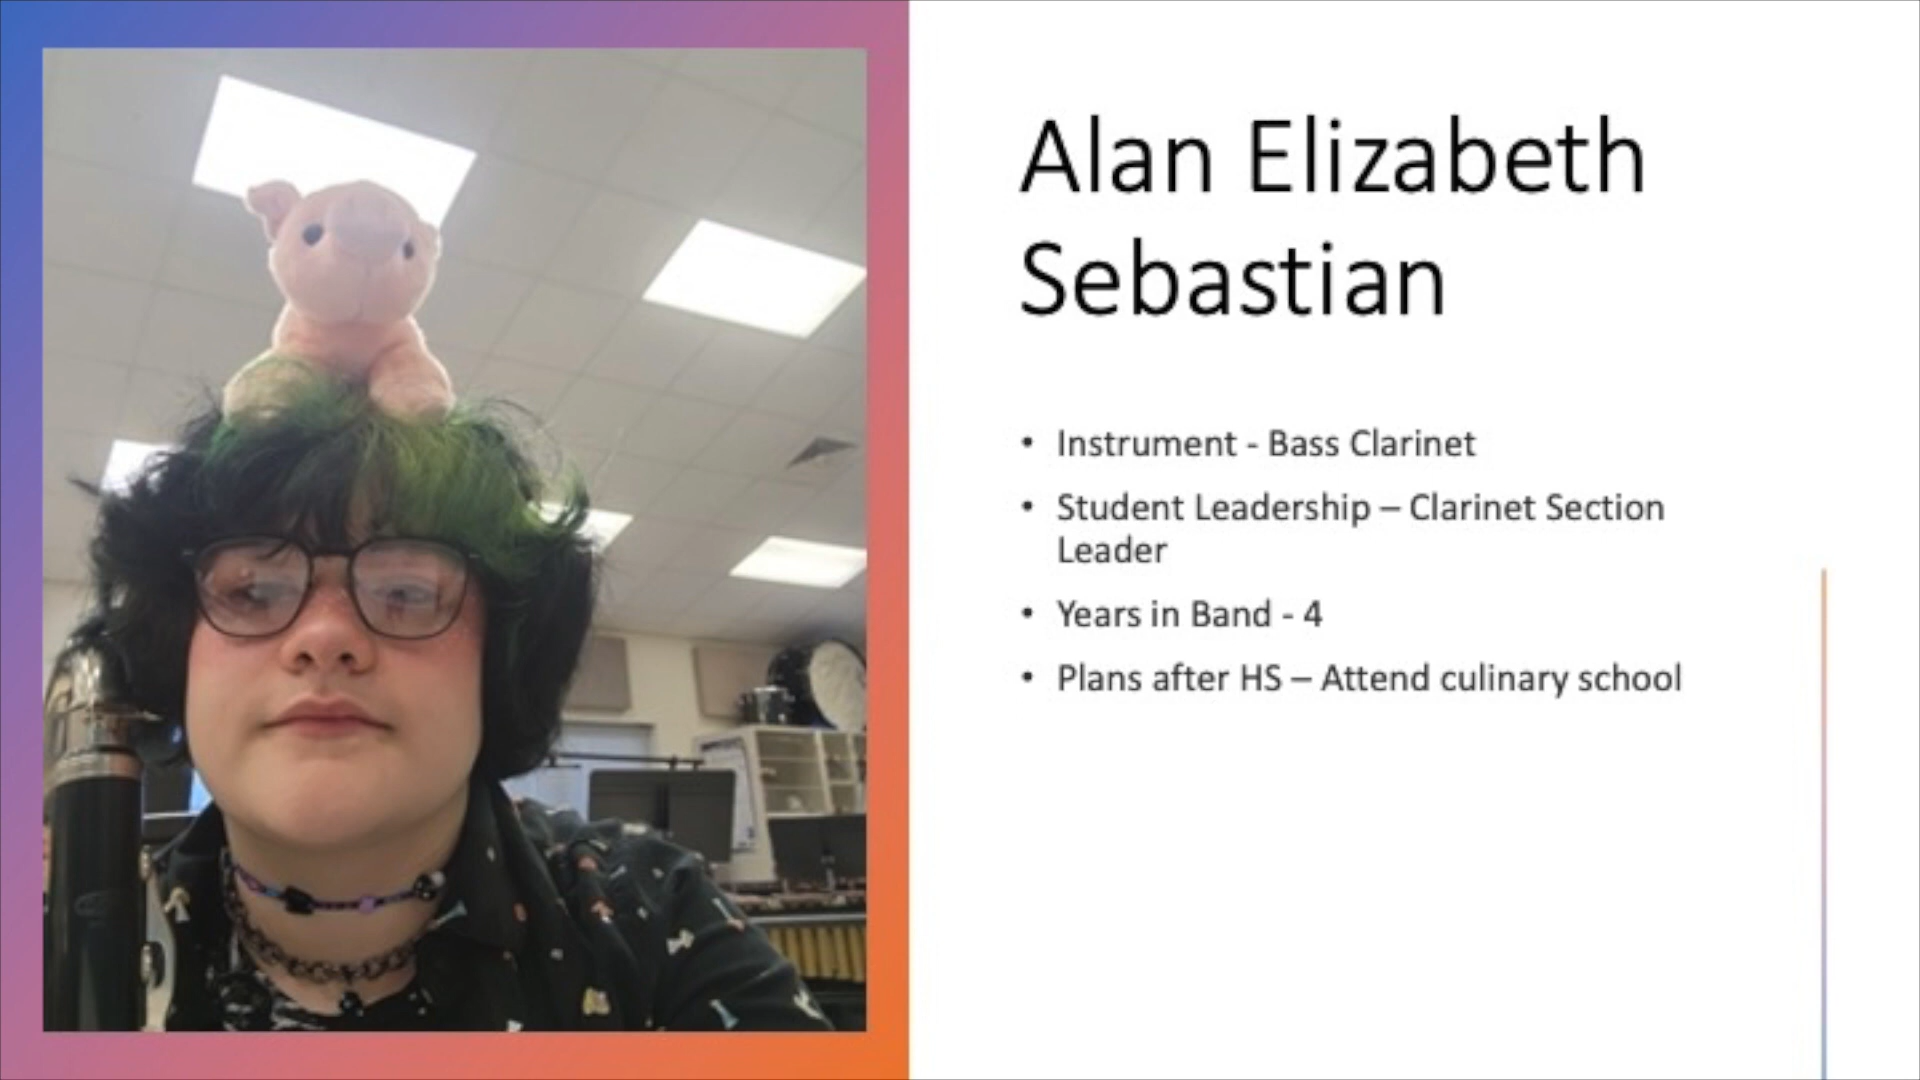 Alan Elizabeth
Sebastian
• Instrument - Bass Clarinet
• Student Leadership – Clarinet Section
Leader
• Years in Band - 4
• Plans after HS – Attend culinary school